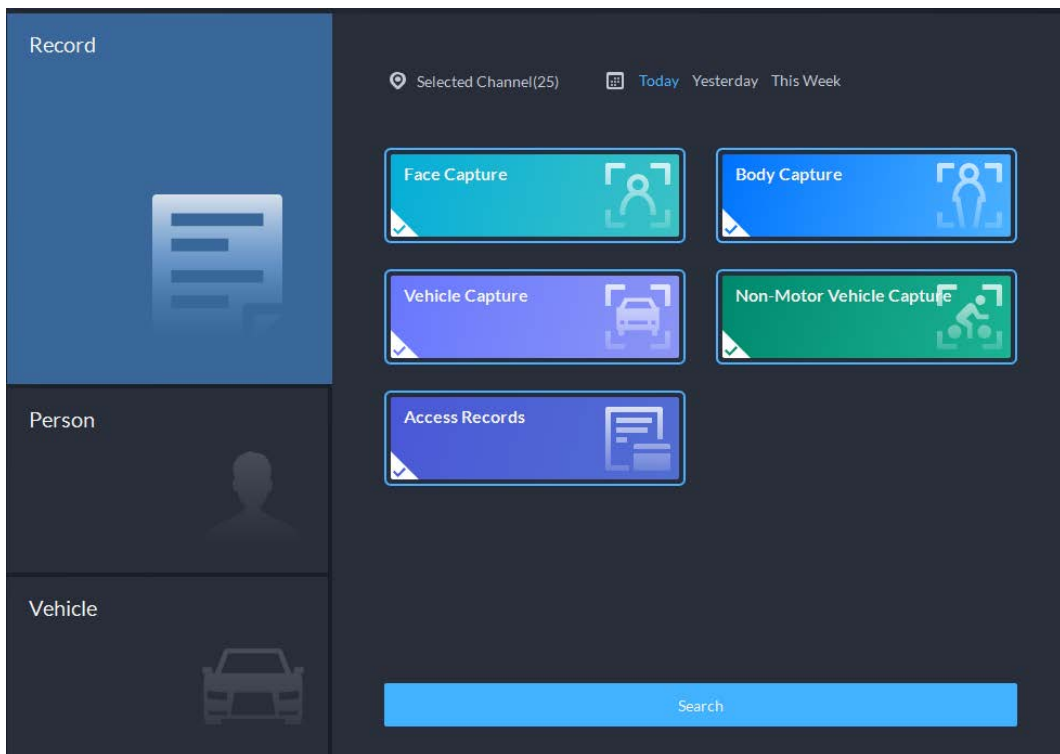 Record
Selected Channel(25) Today Yesterday This Week
Face Capture Body Capture
Vehicle Capture Non-Motor Vehicle Capture
Access Records
Person
Vehicle
Search